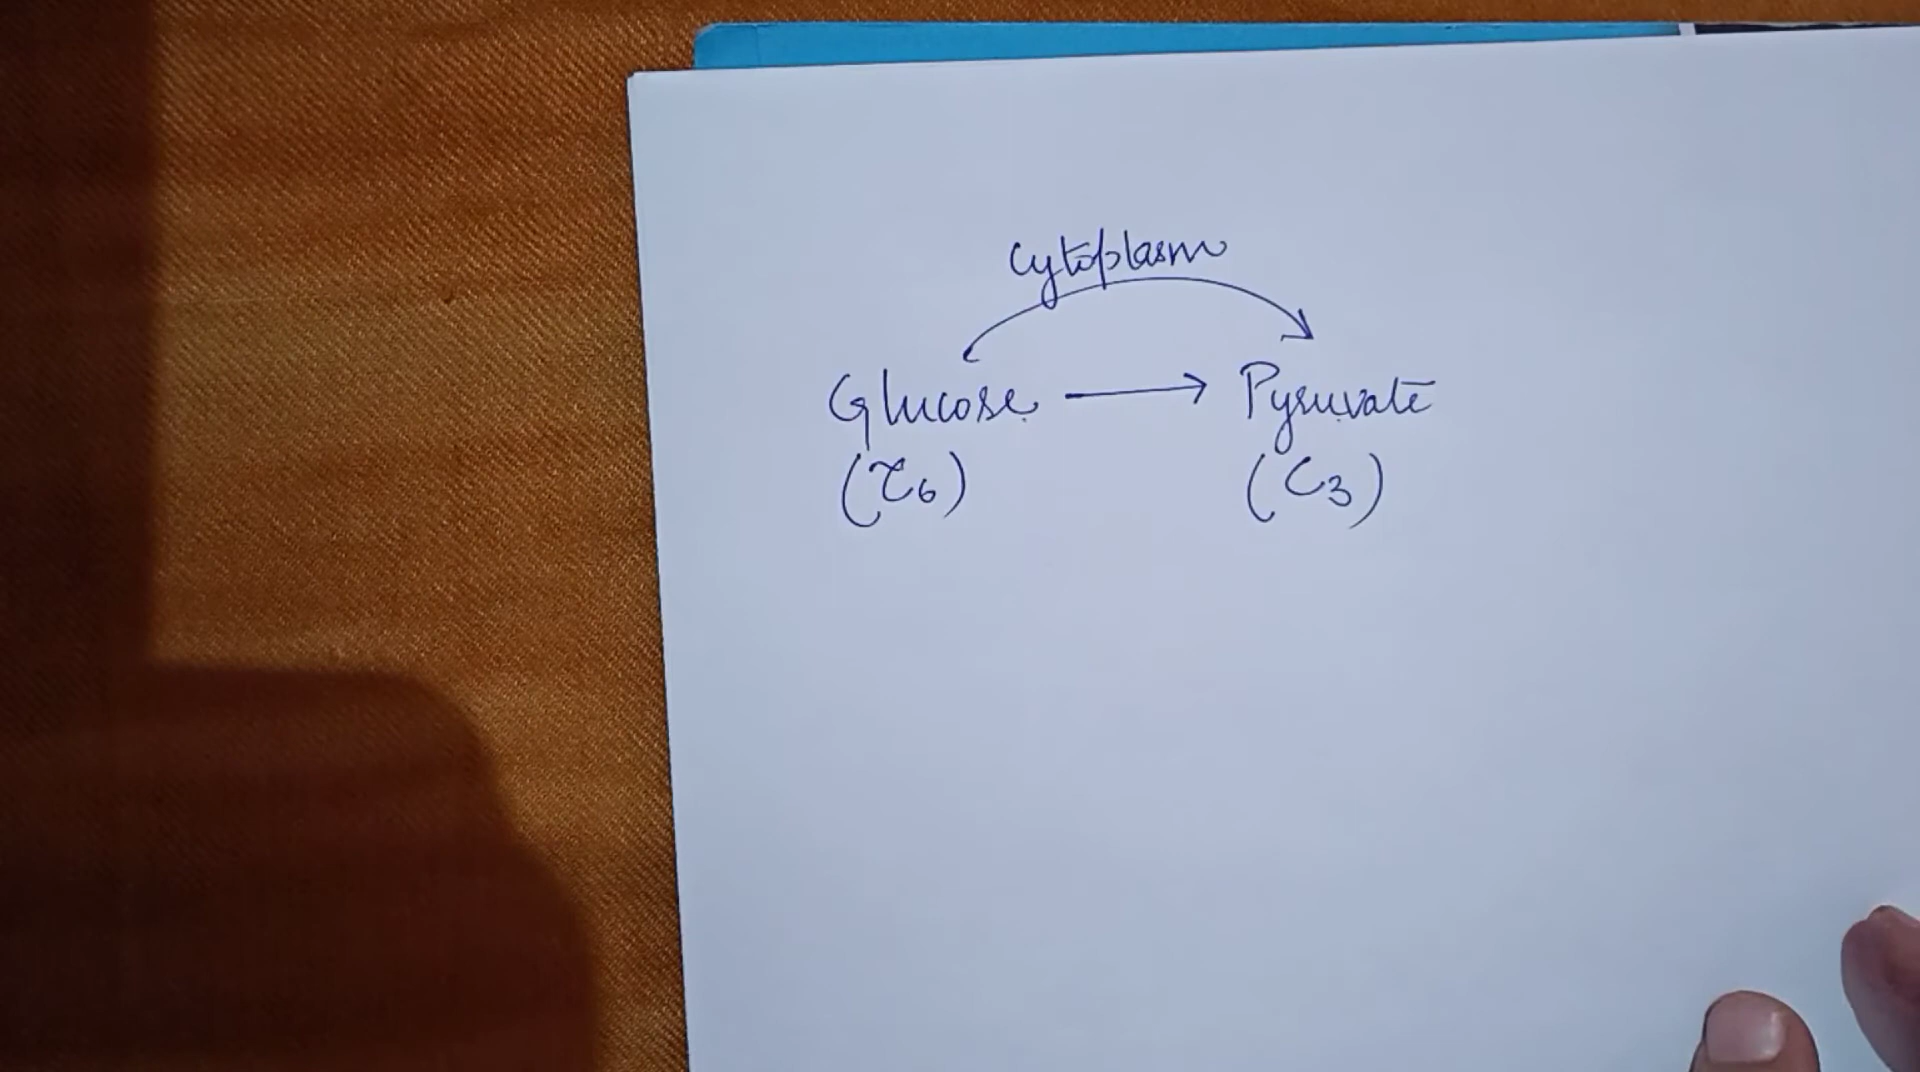 Cytoplasm
Glucose → Pyruvate
(C6) (C3)